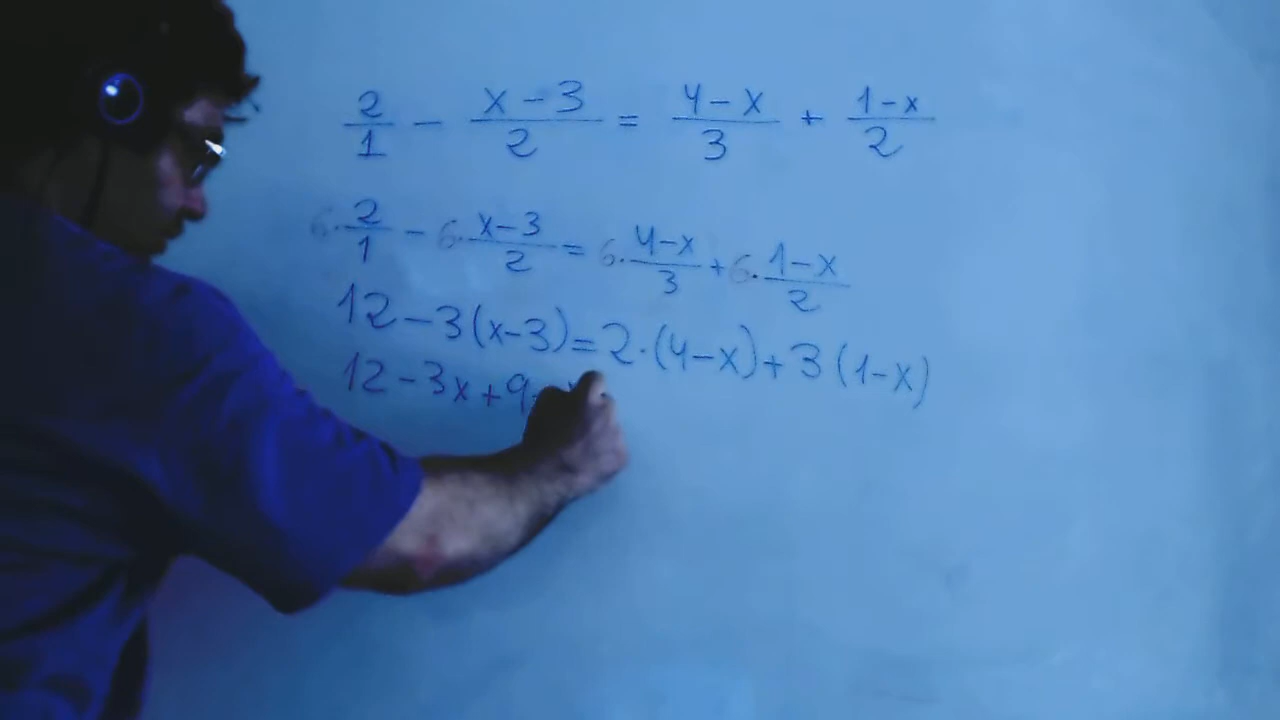 2/1 - x-3/2 = 4-x/3 + 1-x/2
6. 2/1 - 6. x-3/2 = 6. 4-x/3 + 6. 1-x/2
12-3(x-3)=2.(4-x)+3(1-x)
12-3x+9